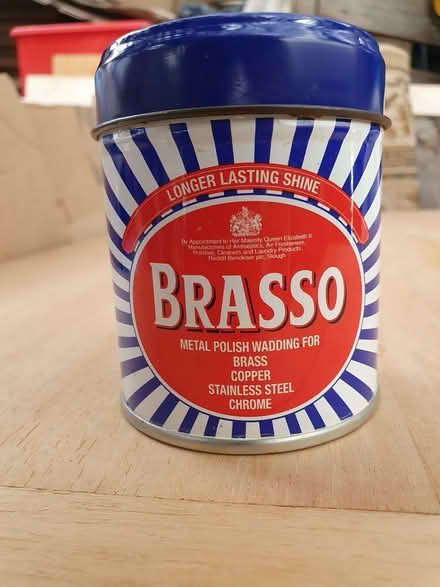 LONGER LASTING SHINE
By Appointment to Her Majesty Queen Elizabeth II
Manufacturers of Antiseptics, Air Fresheners,
Polishes, Cleaners and Laundry Products
Reckitt Benckiser plc, Slough
BRASSO
METAL POLISH WADDING FOR
BRASS
COPPER
STAINLESS STEEL
CHROME